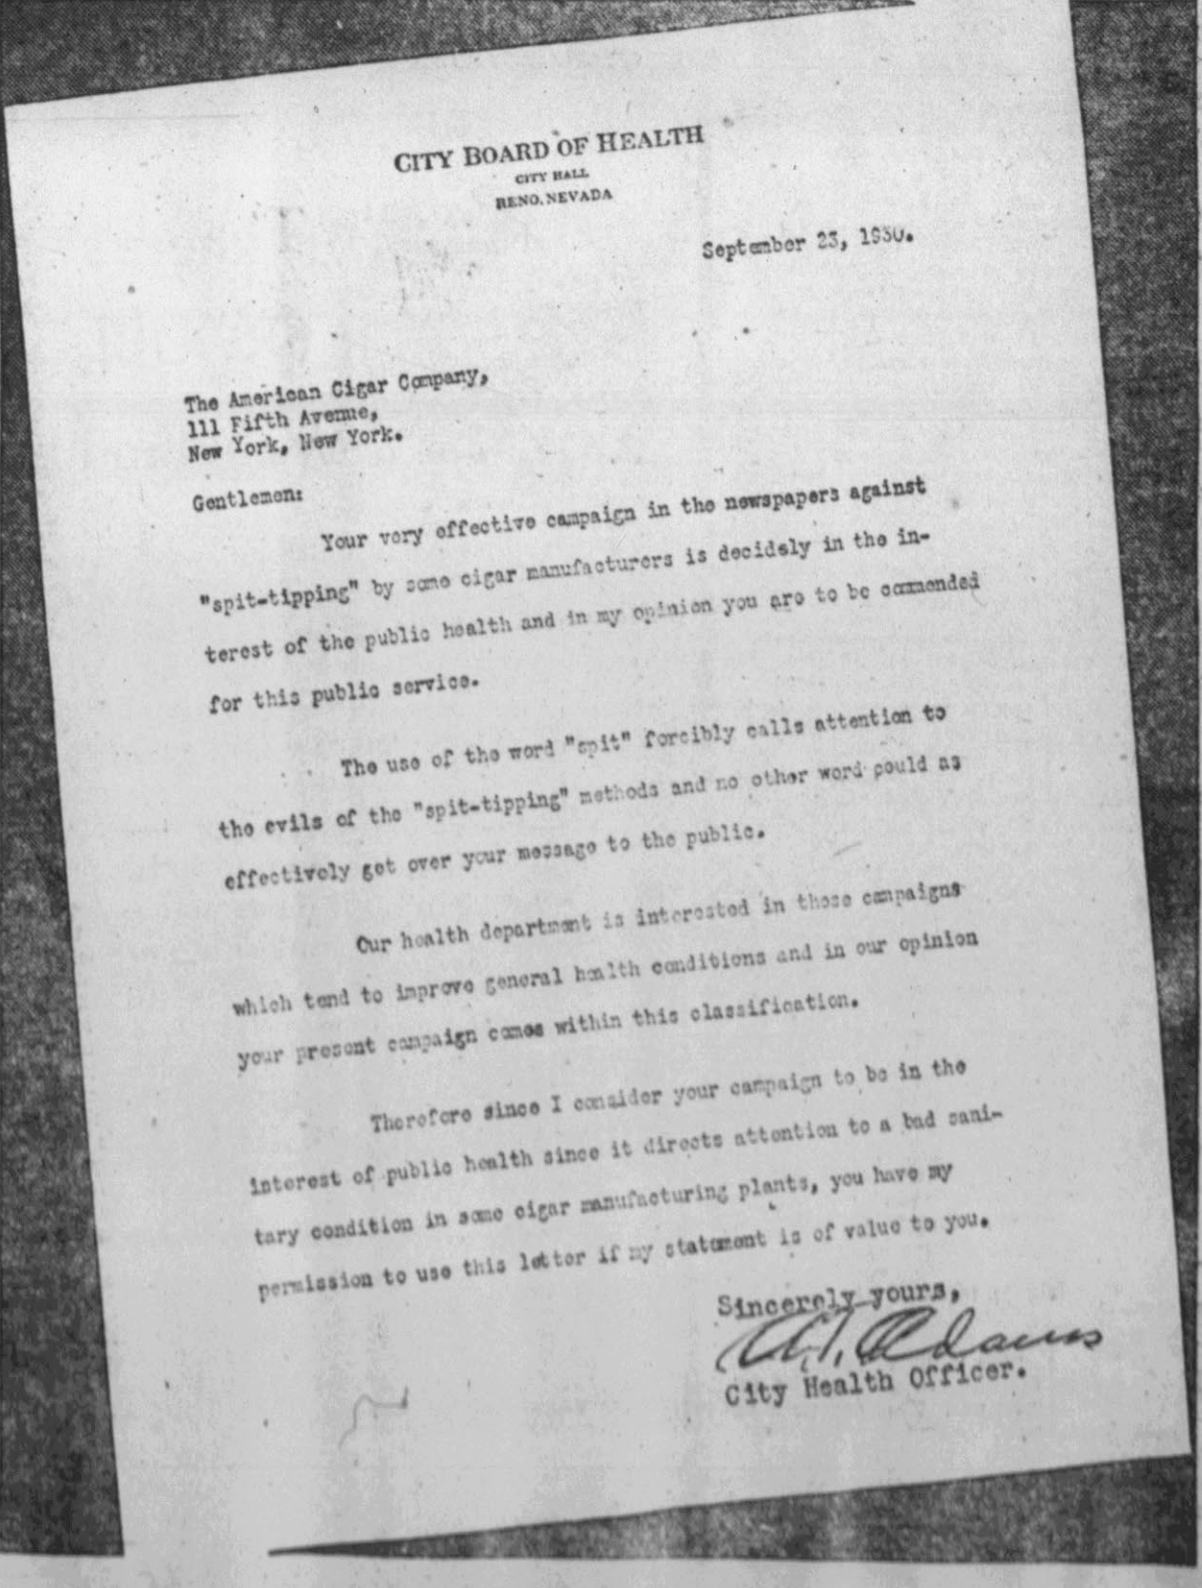 CITY BOARD OF HEALTH
CITY HALL
RENO, NEVADA
September 23, 1930.
The American Cigar Company,
111 Fifth Avenue,
New York, New York.
Gentlemen:
Your very effective campaign in the newspapers against
"spit-tipping" by some cigar manufacturers is decidely in the in-
terest of the public health and in my opinion you are to be commended
for this public service.
The use of the word "spit" forcibly calls attention to
the evils of the "spit-tipping" methods and no other word could as
effectively get over your message to the public.
Our health department is interested in those campaigns
which tend to improve general health conditions and in our opinion
your present campaign comes within this classification.
Therefore since I consider your campaign to be in the
interest of public health since it directs attention to a bad sani-
tary condition in some cigar manufacturing plants, you have my
permission to use this letter if my statement is of value to you.
Sincerely yours,
A. I. Adams
City Health Officer.